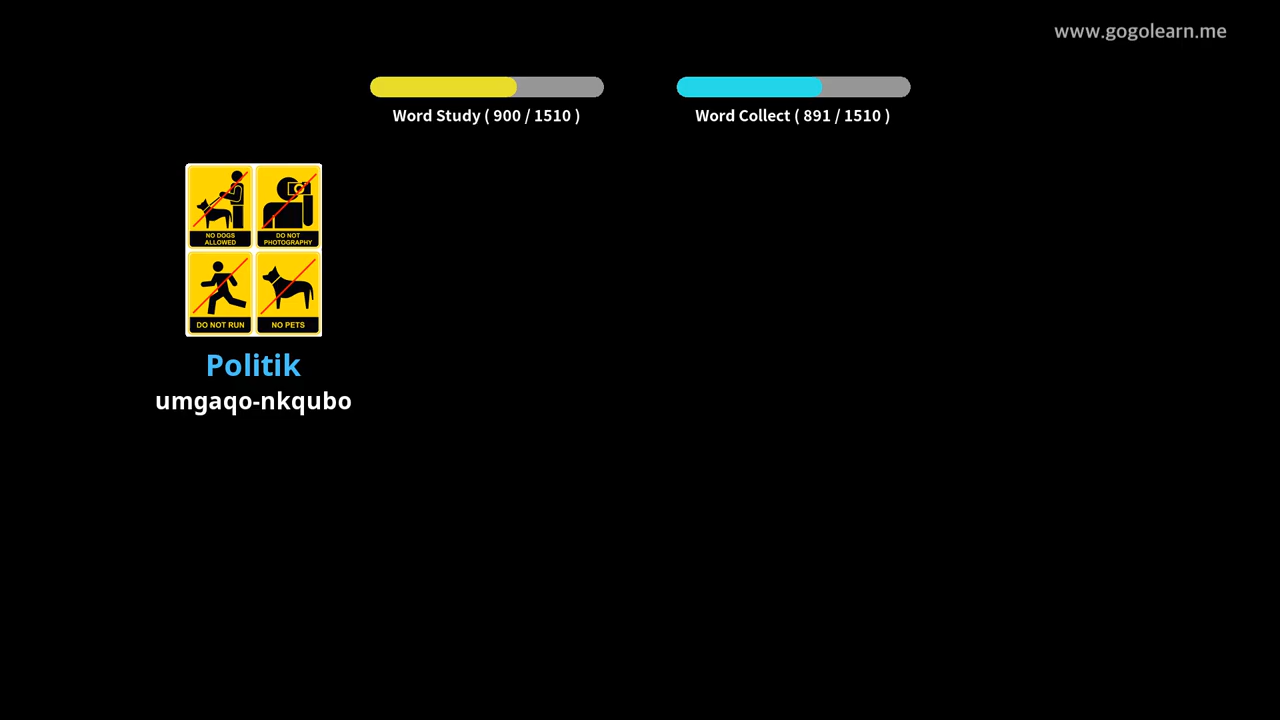 www.gogolearn.me
Word Study ( 900 / 1510 )
Word Collect ( 891 / 1510 )
NO DOGS
ALLOWED
DO NOT
PHOTOGRAPHY
DO NOT RUN
NO PETS
Politik
umgaqo-nkqubo